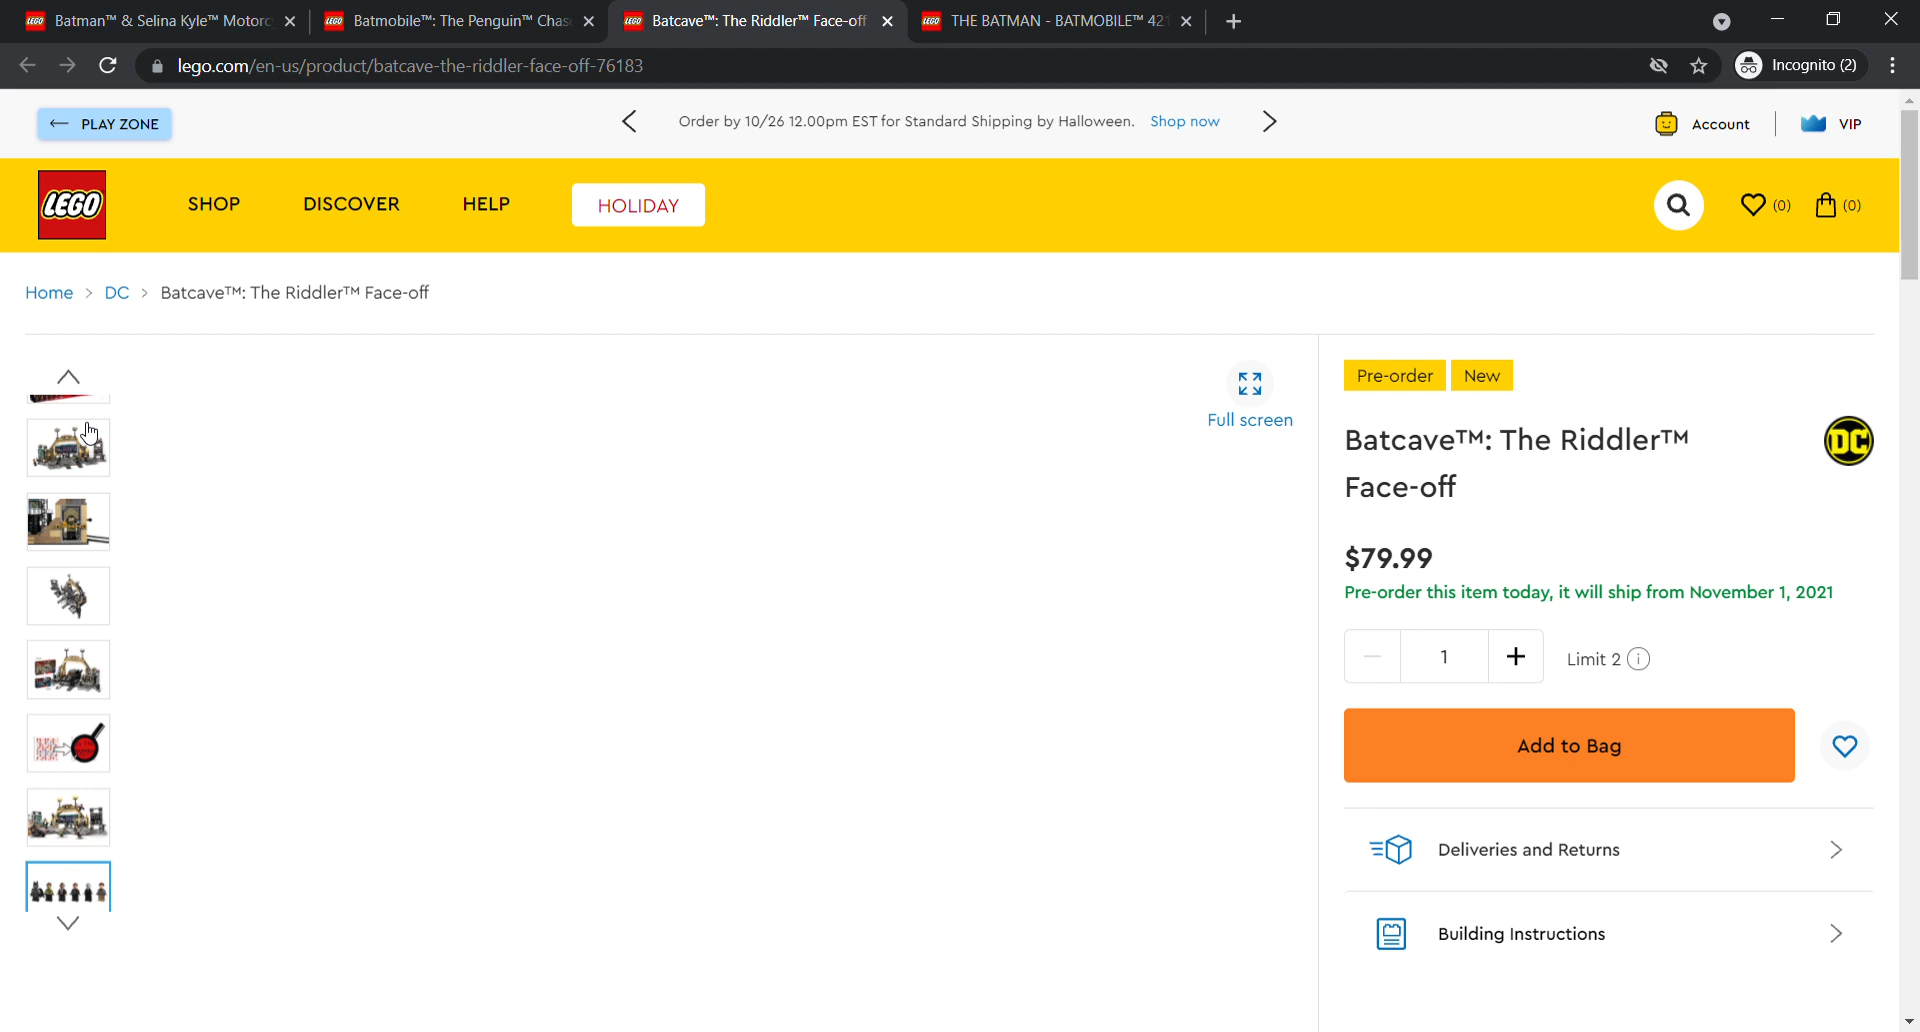 Batman™ & Selina Kyle™ Motorc
Batmobile™: The Penguin™ Chas
Batcave™: The Riddler™ Face-off
THE BATMAN - BATMOBILE™ 421
lego.com/en-us/product/batcave-the-riddler-face-off-76183
Incognito (2)
← PLAY ZONE
Order by 10/26 12.00pm EST for Standard Shipping by Halloween. Shop now
Account
VIP
LEGO
SHOP
DISCOVER
HELP
HOLIDAY
(0)
(0)
Home > DC > Batcave™: The Riddler™ Face-off
Full screen
Pre-order
New
Batcave™: The Riddler™
Face-off
DC
$79.99
Pre-order this item today, it will ship from November 1, 2021
1
Limit 2
Add to Bag
Deliveries and Returns
Building Instructions